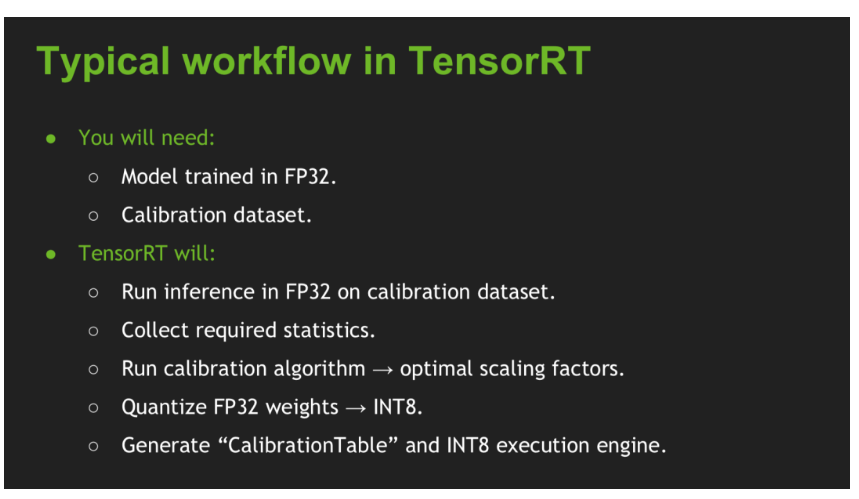 Typical workflow in TensorRT
● You will need:
○ Model trained in FP32.
○ Calibration dataset.
● TensorRT will:
○ Run inference in FP32 on calibration dataset.
○ Collect required statistics.
○ Run calibration algorithm → optimal scaling factors.
○ Quantize FP32 weights → INT8.
○ Generate “CalibrationTable” and INT8 execution engine.